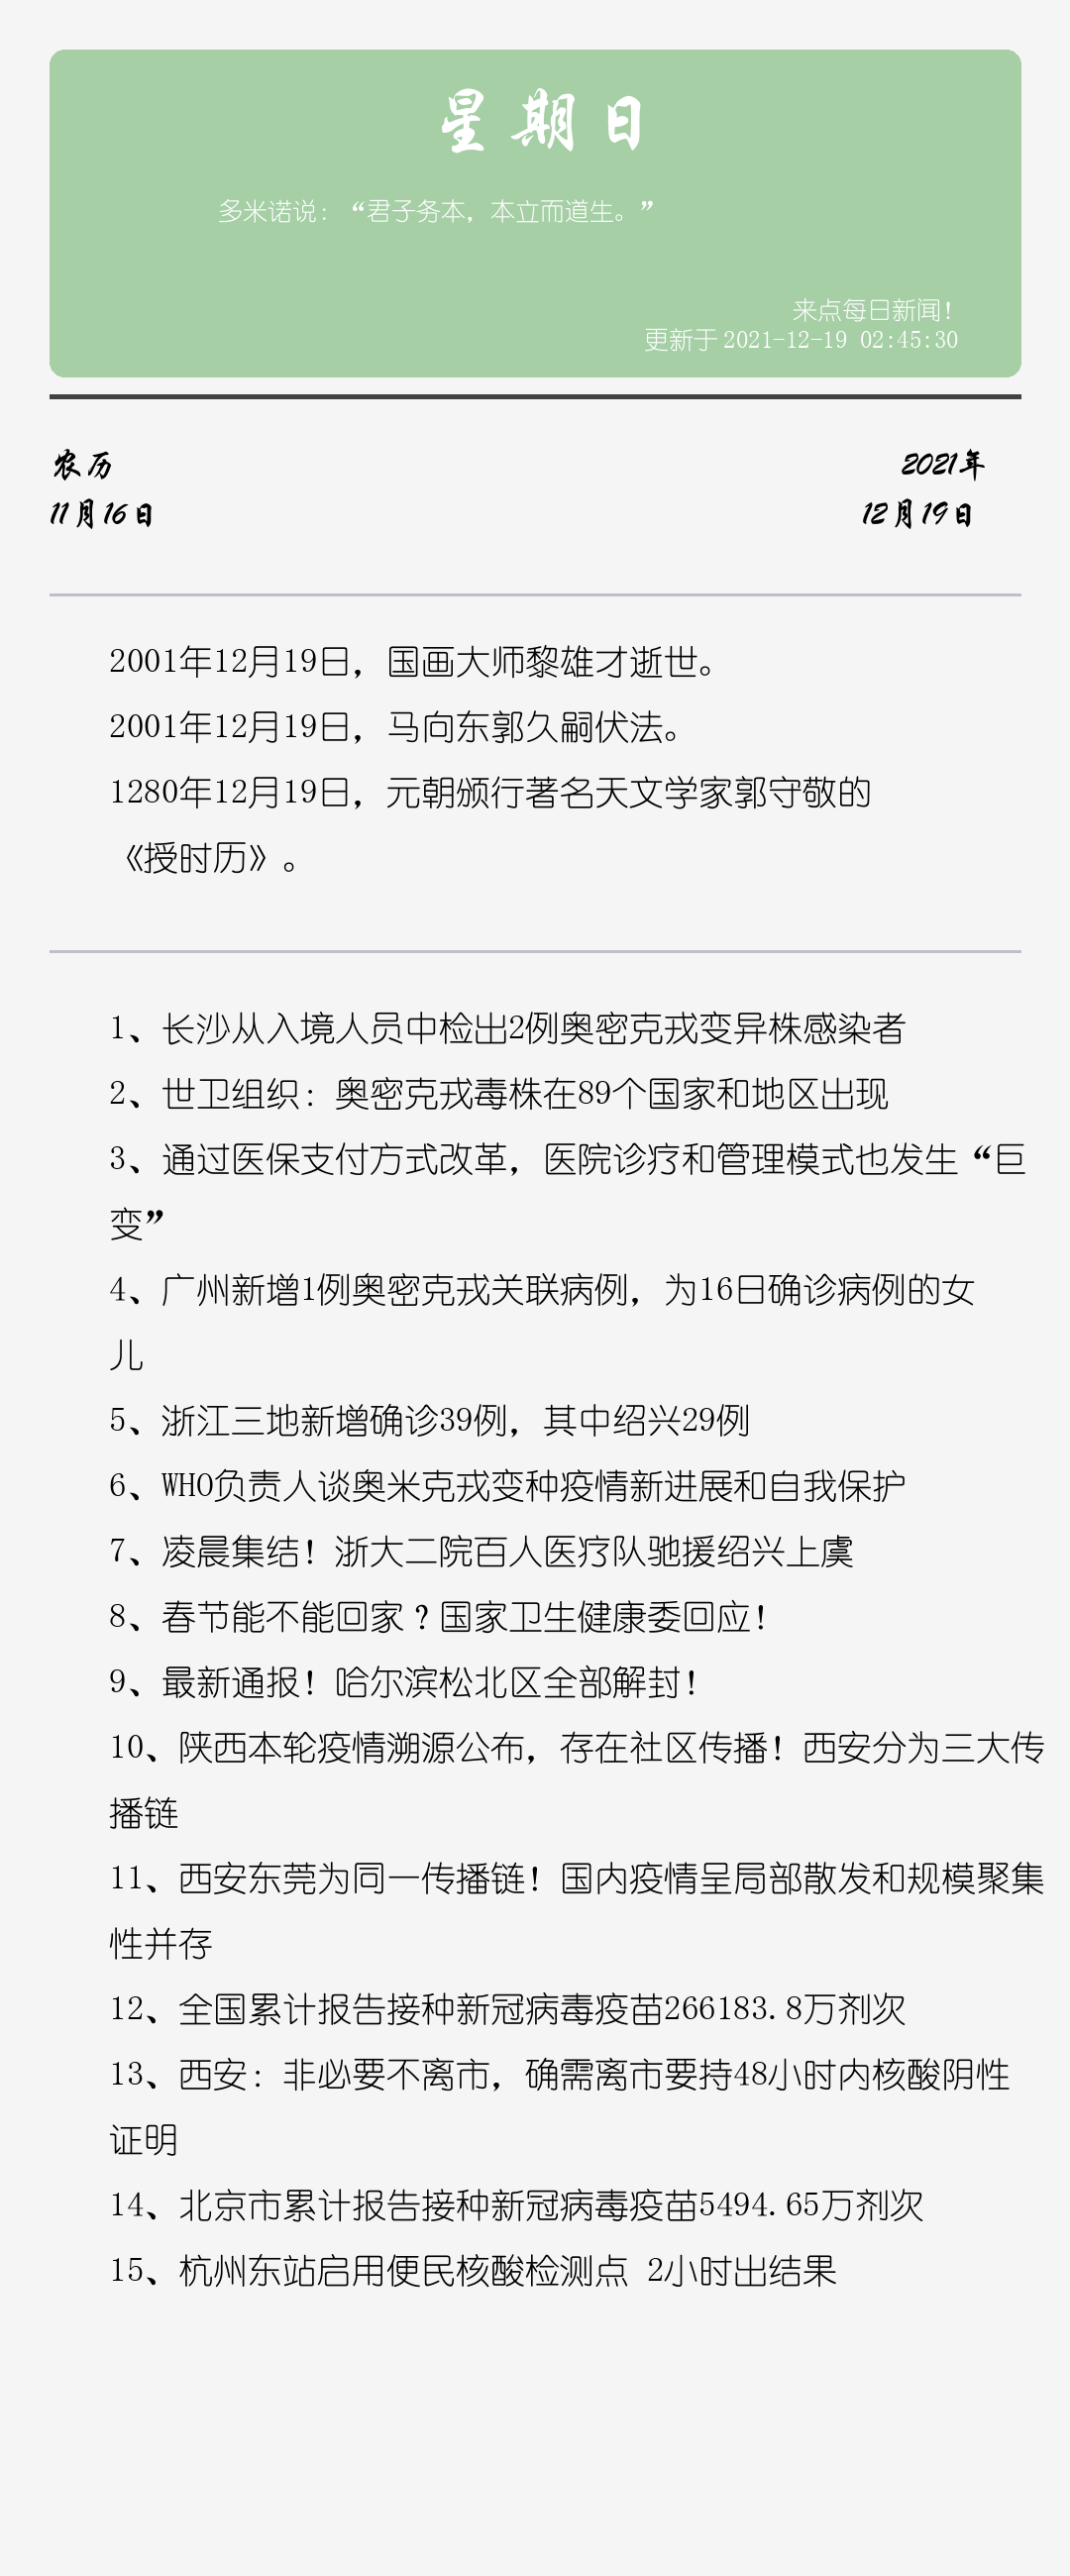 星期日
多米诺说：“君子务本，本立而道生。”
来点每日新闻！
更新于2021-12-19 02:45:30
农历
2021年
11月16日
12月19日
2001年12月19日，国画大师黎雄才逝世。
2001年12月19日，马向东郭久嗣伏法。
1280年12月19日，元朝颁行著名天文学家郭守敬的
《授时历》。
1、长沙从入境人员中检出2例奥密克戎变异株感染者
2、世卫组织：奥密克戎毒株在89个国家和地区出现
3、通过医保支付方式改革，医院诊疗和管理模式也发生“巨
变”
4、广州新增1例奥密克戎关联病例，为16日确诊病例的女
儿
5、浙江三地新增确诊39例，其中绍兴29例
6、WHO负责人谈奥米克戎变种疫情新进展和自我保护
7、凌晨集结！浙大二院百人医疗队驰援绍兴上虞
8、春节能不能回家？国家卫生健康委回应！
9、最新通报！哈尔滨松北区全部解封！
10、陕西本轮疫情溯源公布，存在社区传播！西安分为三大传
播链
11、西安东莞为同一传播链！国内疫情呈局部散发和规模聚集
性并存
12、全国累计报告接种新冠病毒疫苗266183.8万剂次
13、西安：非必要不离市，确需离市要持48小时内核酸阴性
证明
14、北京市累计报告接种新冠病毒疫苗5494.65万剂次
15、杭州东站启用便民核酸检测点 2小时出结果